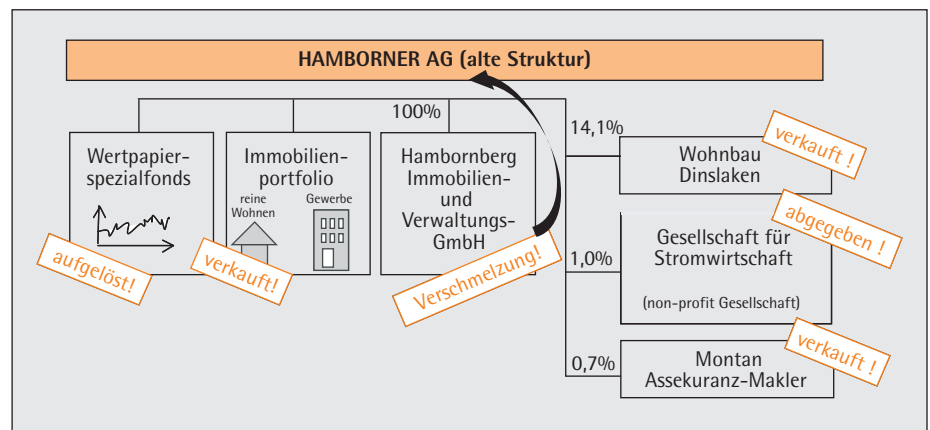 HAMBORNER AG (alte Struktur)
100%
14,1%
Wertpapier-
spezialfonds
aufgelöst!
Immobilien-
portfolio
reine
Wohnen
Gewerbe
verkauft!
Hambornberg
Immobilien-
und
Verwaltungs-
GmbH
Verschmelzung!
Wohnbau
Dinslaken
verkauft !
1,0%
Gesellschaft für
Stromwirtschaft
(non-profit Gesellschaft)
abgegeben !
0,7%
Montan
Assekuranz-Makler
verkauft !